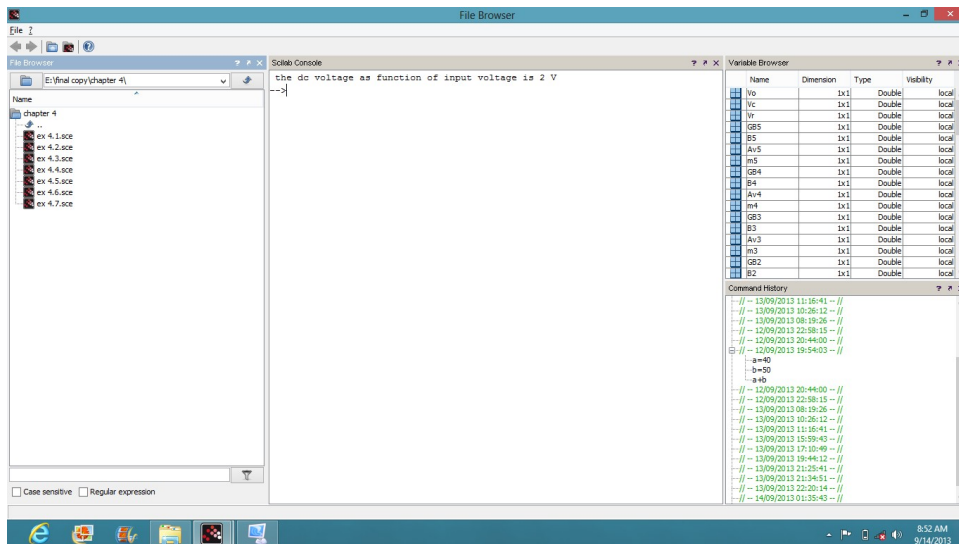 File Browser
File ?
File Browser ? ↗ X
E:\final copy\chapter 4\
Name
chapter 4
..
ex 4.1.sce
ex 4.2.sce
ex 4.3.sce
ex 4.4.sce
ex 4.5.sce
ex 4.6.sce
ex 4.7.sce
Case sensitive Regular expression
Scilab Console ? ↗ X
the dc voltage as function of input voltage is 2 V
-->
Variable Browser ? ↗
Name Dimension Type Visibility
Vo 1x1 Double local
Vc 1x1 Double local
Vr 1x1 Double local
GB5 1x1 Double local
B5 1x1 Double local
Av5 1x1 Double local
m5 1x1 Double local
GB4 1x1 Double local
B4 1x1 Double local
Av4 1x1 Double local
m4 1x1 Double local
GB3 1x1 Double local
B3 1x1 Double local
Av3 1x1 Double local
m3 1x1 Double local
GB2 1x1 Double local
B2 1x1 Double local
Command History ? ↗
// -- 13/09/2013 11:16:41 -- //
// -- 13/09/2013 10:26:12 -- //
// -- 13/09/2013 08:19:26 -- //
// -- 12/09/2013 22:58:15 -- //
// -- 12/09/2013 20:44:00 -- //
// -- 12/09/2013 19:54:03 -- //
a=40
b=50
a+b
// -- 12/09/2013 20:44:00 -- //
// -- 12/09/2013 22:58:15 -- //
// -- 13/09/2013 08:19:26 -- //
// -- 13/09/2013 10:26:12 -- //
// -- 13/09/2013 11:16:41 -- //
// -- 13/09/2013 15:59:43 -- //
// -- 13/09/2013 17:10:49 -- //
// -- 13/09/2013 19:44:12 -- //
// -- 13/09/2013 21:25:41 -- //
// -- 13/09/2013 21:34:51 -- //
// -- 13/09/2013 22:20:14 -- //
// -- 14/09/2013 01:35:43 -- //
8:52 AM
9/14/2013